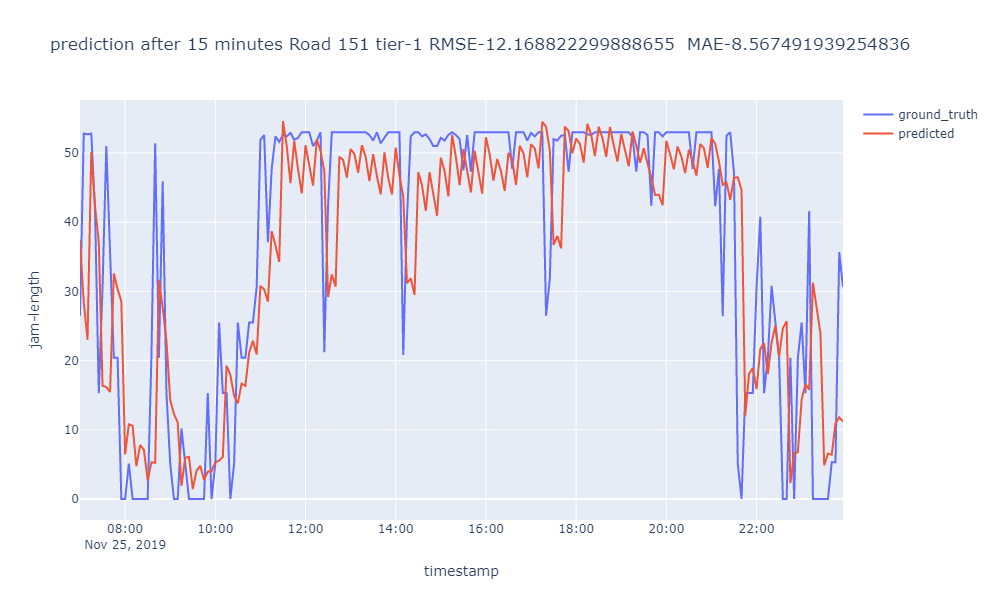 prediction after 15 minutes Road 151 tier-1 RMSE-12.168822299888655  MAE-8.567491939254836
ground_truth
predicted
jam-length
50
40
30
20
10
0
08:00 10:00 12:00 14:00 16:00 18:00 20:00 22:00
Nov 25, 2019
timestamp